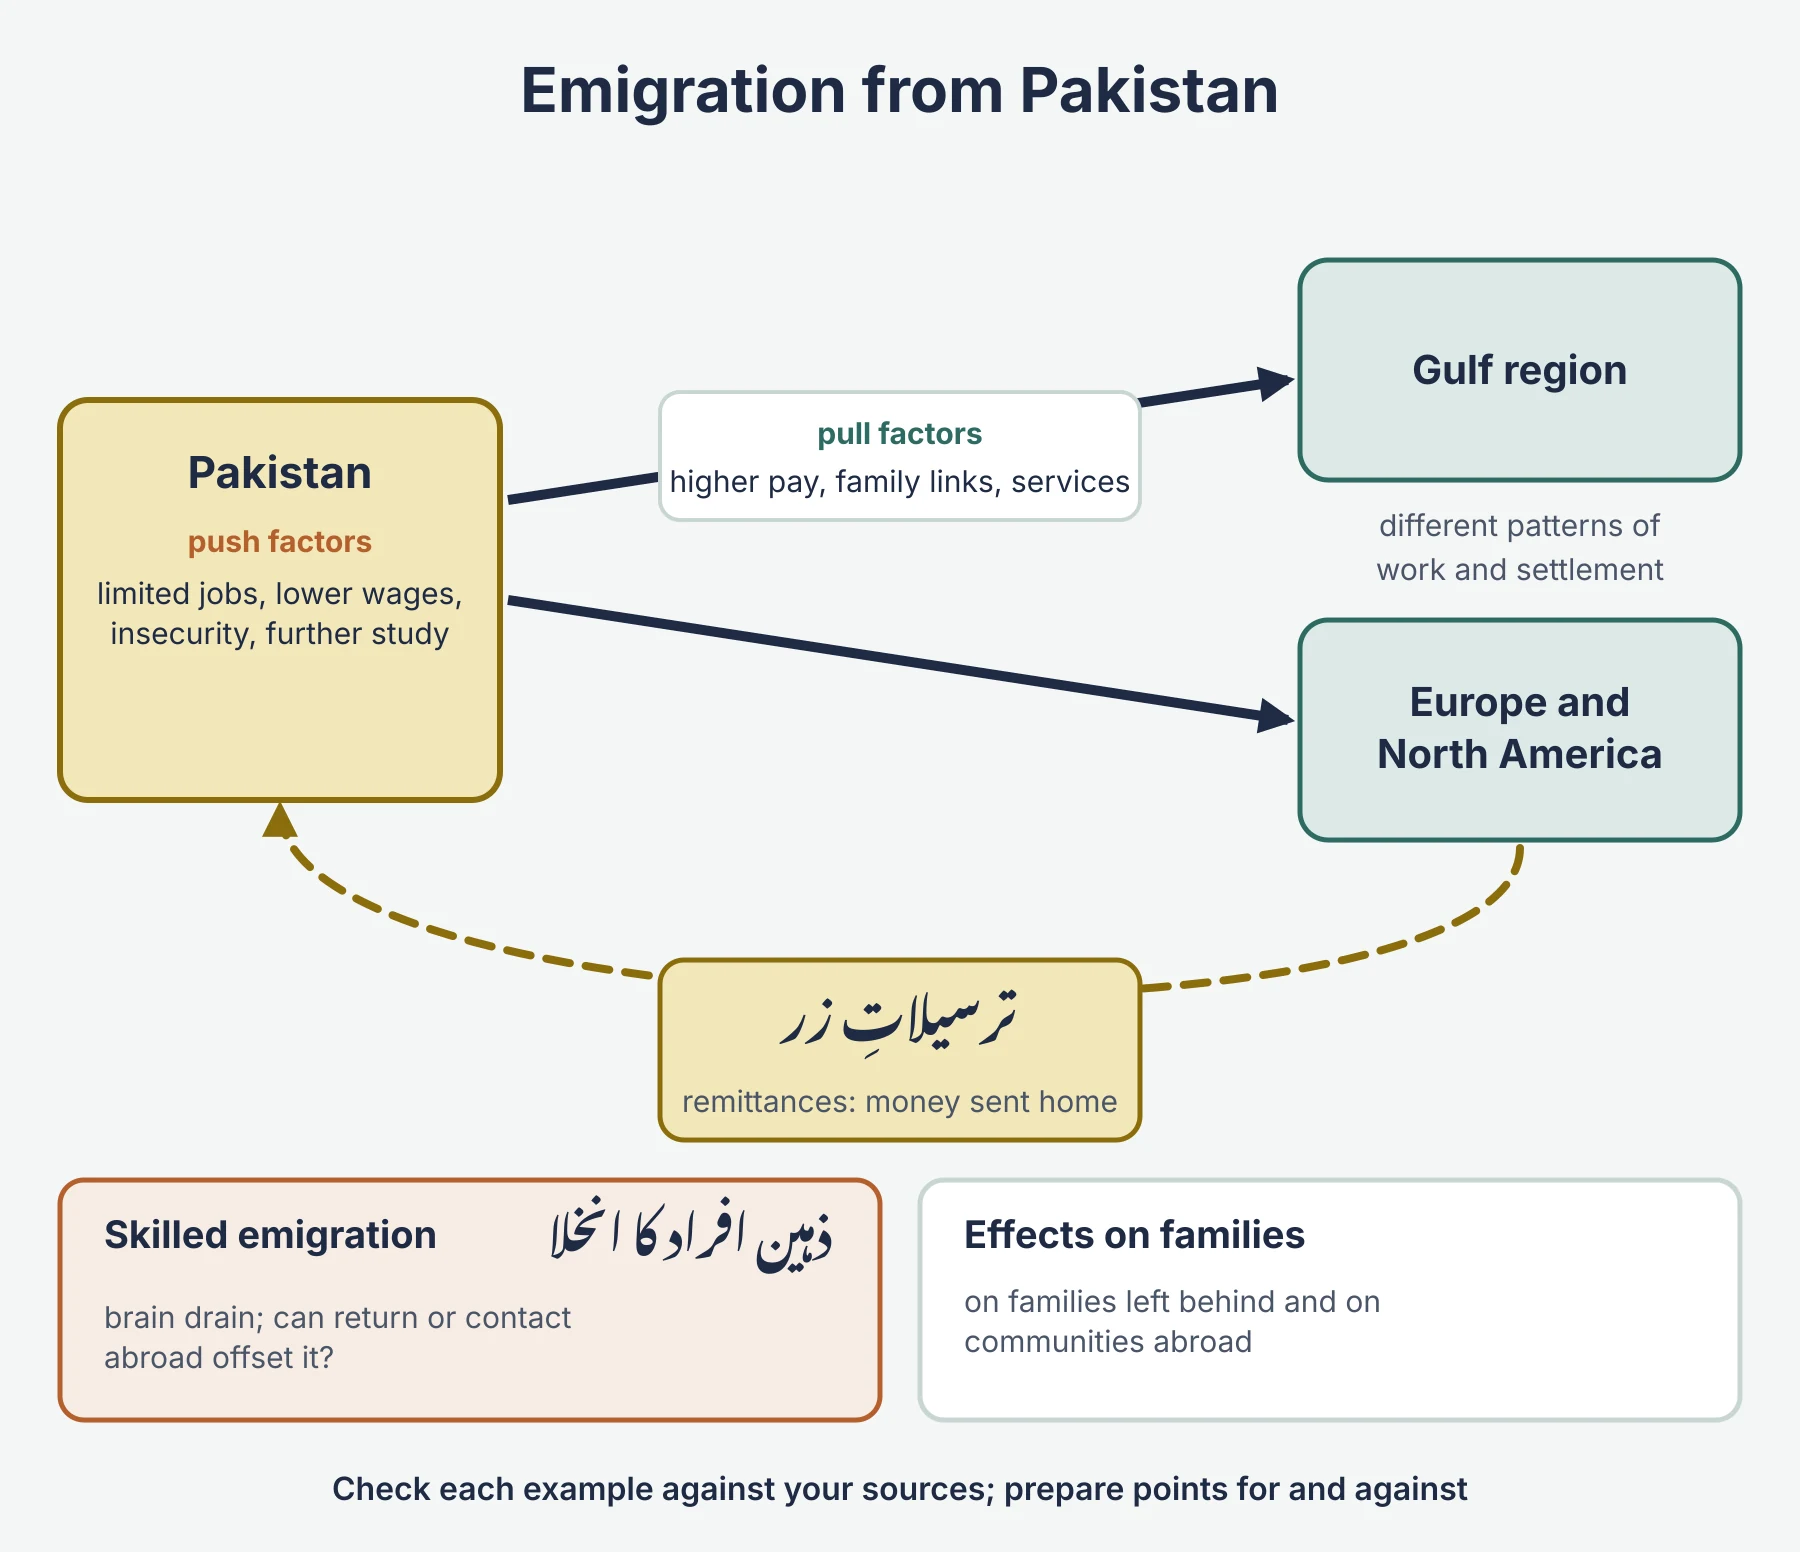 Emigration from Pakistan
Pakistan
push factors
limited jobs, lower wages,
insecurity, further study
pull factors
higher pay, family links, services
Gulf region
different patterns of
work and settlement
Europe and
North America
ترسیلاتِ زر
remittances: money sent home
Skilled emigration
ذہین افراد کا انخلا
brain drain; can return or contact
abroad offset it?
Effects on families
on families left behind and on
communities abroad
Check each example against your sources; prepare points for and against